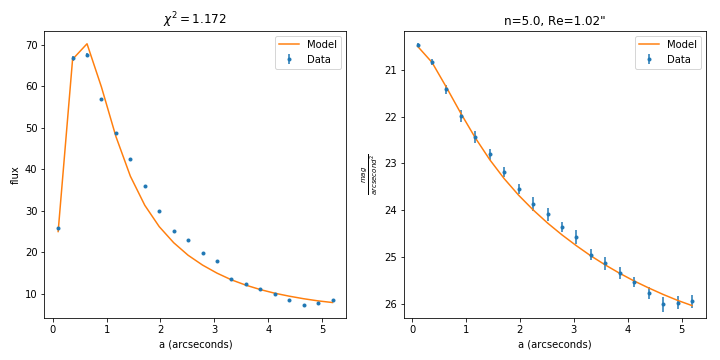 χ² = 1.172
flux
70
60
50
40
30
20
10
0 1 2 3 4 5
a (arcseconds)
Model
Data
n=5.0, Re=1.02"
mag
arcsecond²
21
22
23
24
25
26
0 1 2 3 4 5
a (arcseconds)
Model
Data